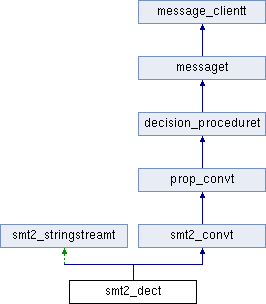 message_clientt
messaget
decision_proceduret
prop_convt
smt2_stringstreamt
smt2_convt
smt2_dect